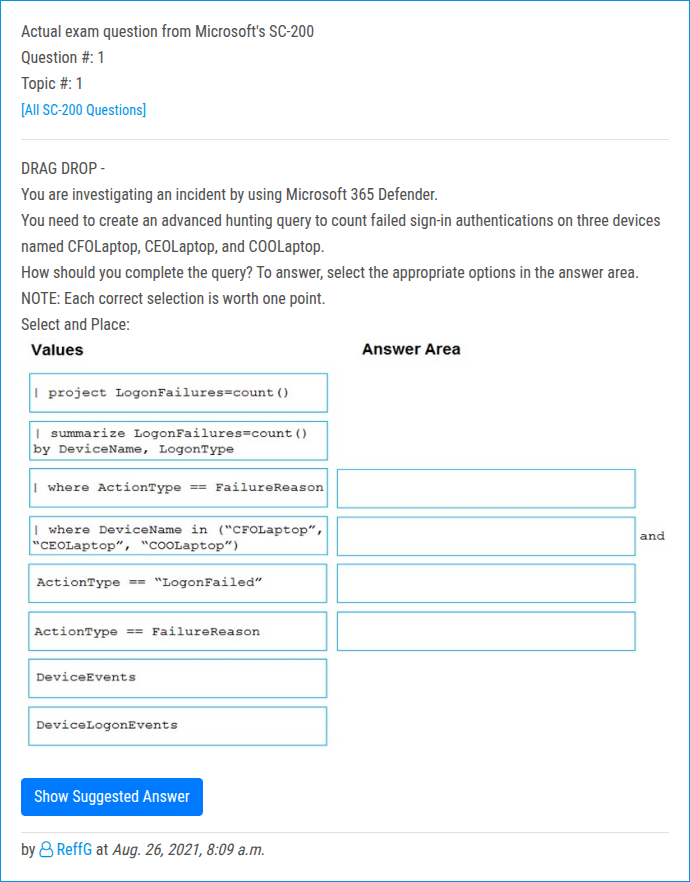 Actual exam question from Microsoft's SC-200
Question #: 1
Topic #: 1
[All SC-200 Questions]
DRAG DROP -
You are investigating an incident by using Microsoft 365 Defender.
You need to create an advanced hunting query to count failed sign-in authentications on three devices
named CFOLaptop, CEOLaptop, and COOLaptop.
How should you complete the query? To answer, select the appropriate options in the answer area.
NOTE: Each correct selection is worth one point.
Select and Place:
Values
Answer Area
| project LogonFailures=count()
| summarize LogonFailures=count()
by DeviceName, LogonType
| where ActionType == FailureReason
| where DeviceName in (“CFOLaptop”,
“CEOLaptop”, “COOLaptop”)
and
ActionType == “LogonFailed”
ActionType == FailureReason
DeviceEvents
DeviceLogonEvents
Show Suggested Answer
by ReffG at Aug. 26, 2021, 8:09 a.m.